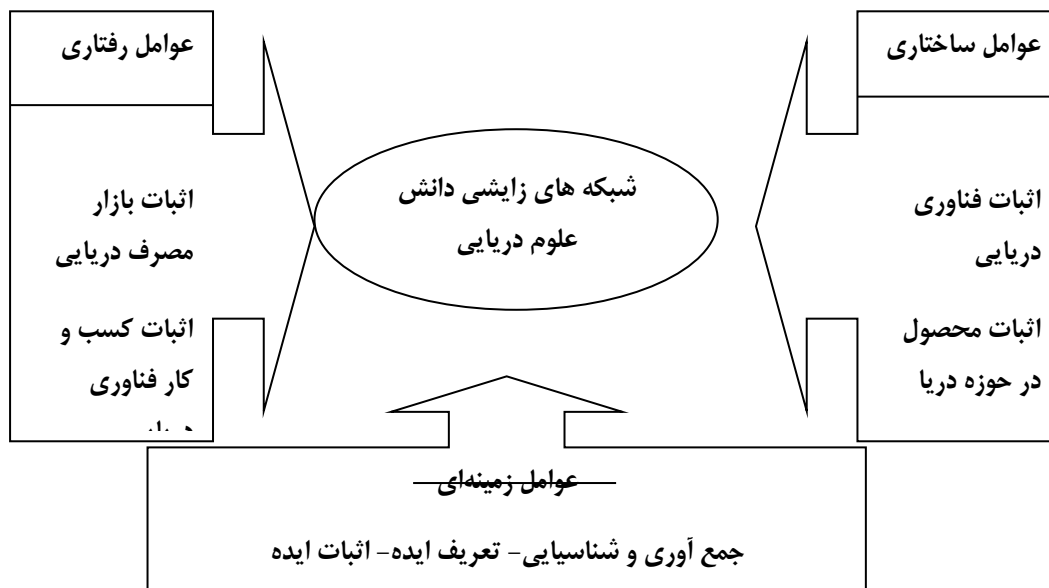 عوامل ساختاری
اثبات فناوری
دریایی
اثبات محصول
در حوزه دریا
شبکه های زایشی دانش
علوم دریایی
عوامل رفتاری
اثبات بازار
مصرف دریایی
اثبات کسب و
کار فناوری
عوامل زمینه‌ای
جمع آوری و شناسیایی- تعریف ایده- اثبات ایده